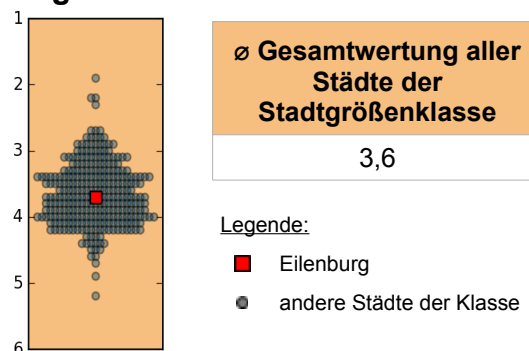 1
2
3
4
5
6
⌀ Gesamtwertung aller
Städte der
Stadtgrößenklasse
3,6
Legende:
Eilenburg
andere Städte der Klasse